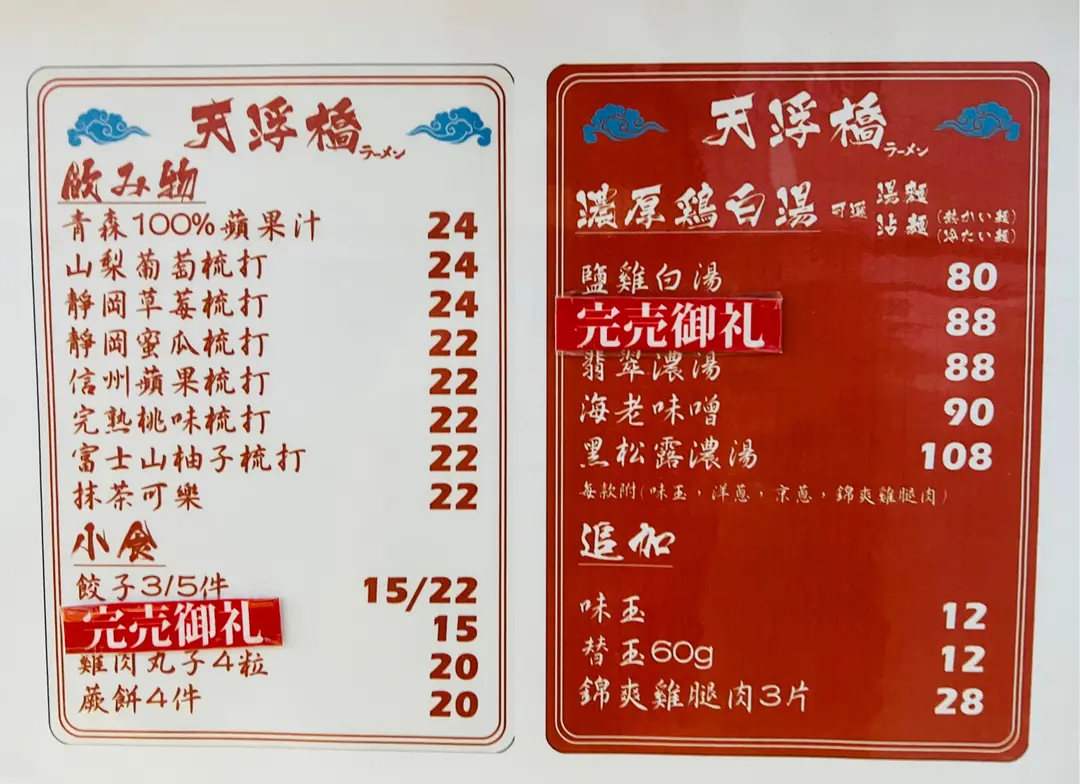 天浮橋
ラーメン
飲み物
青森100%蘋果汁 24
山梨葡萄梳打 24
靜岡草莓梳打 24
靜岡蜜瓜梳打 22
信州蘋果梳打 22
完熟桃味梳打 22
富士山柚子梳打 22
抹茶可樂 22
小食
餃子3/5件 15/22
完売御礼 15
雞肉丸子4粒 20
蕨餅4件 20
天浮橋
ラーメン
濃厚鶏白湯 可選 湯麵
沾麵 (熱かい麺)
(冷たい麺)
鹽雞白湯 80
完売御礼 88
翡翠濃湯 88
海老味噌 90
黑松露濃湯 108
每款附(味玉，洋蔥，京蔥，錦爽雞腿肉)
追加
味玉 12
替玉60g 12
錦爽雞腿肉3片 28